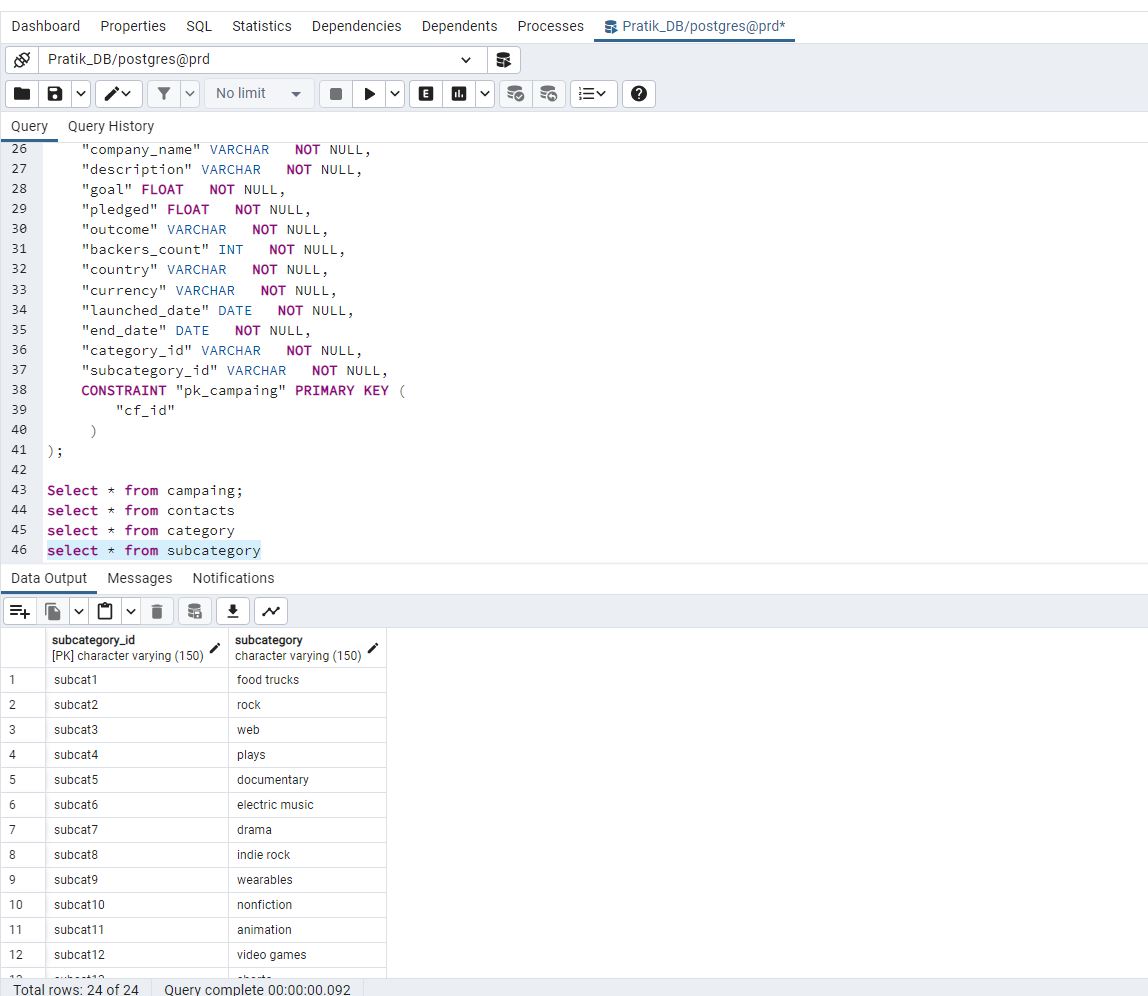 Dashboard Properties SQL Statistics Dependencies Dependents Processes Pratik_DB/postgres@prd*
Pratik_DB/postgres@prd
No limit E
Query Query History
26 "company_name" VARCHAR NOT NULL,
27 "description" VARCHAR NOT NULL,
28 "goal" FLOAT NOT NULL,
29 "pledged" FLOAT NOT NULL,
30 "outcome" VARCHAR NOT NULL,
31 "backers_count" INT NOT NULL,
32 "country" VARCHAR NOT NULL,
33 "currency" VARCHAR NOT NULL,
34 "launched_date" DATE NOT NULL,
35 "end_date" DATE NOT NULL,
36 "category_id" VARCHAR NOT NULL,
37 "subcategory_id" VARCHAR NOT NULL,
38 CONSTRAINT "pk_campaing" PRIMARY KEY (
39 "cf_id"
40 )
41 );
42
43 Select * from campaing;
44 select * from contacts
45 select * from category
46 select * from subcategory
Data Output Messages Notifications
subcategory_id subcategory
[PK] character varying (150) character varying (150)
1 subcat1 food trucks
2 subcat2 rock
3 subcat3 web
4 subcat4 plays
5 subcat5 documentary
6 subcat6 electric music
7 subcat7 drama
8 subcat8 indie rock
9 subcat9 wearables
10 subcat10 nonfiction
11 subcat11 animation
12 subcat12 video games
Total rows: 24 of 24 Query complete 00:00:00.092